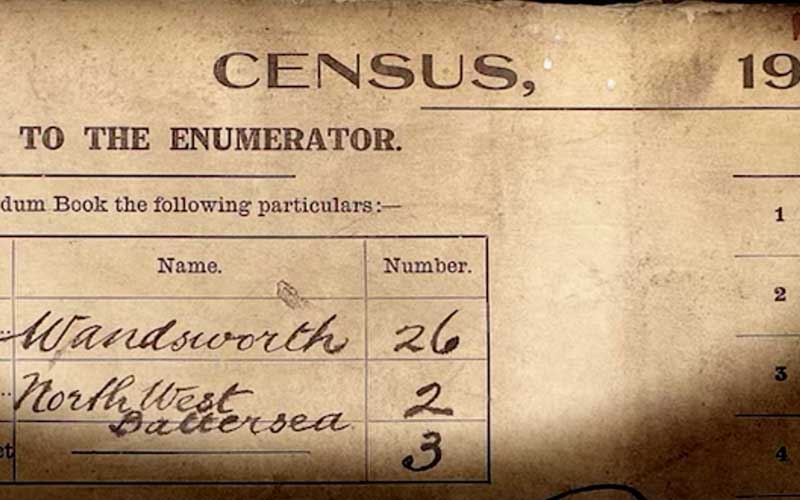 CENSUS, 19
TO THE ENUMERATOR.
dum Book the following particulars:—
Name. Number.
Wandsworth 26
North West 2
Battersea
et 3
1
2
3
4